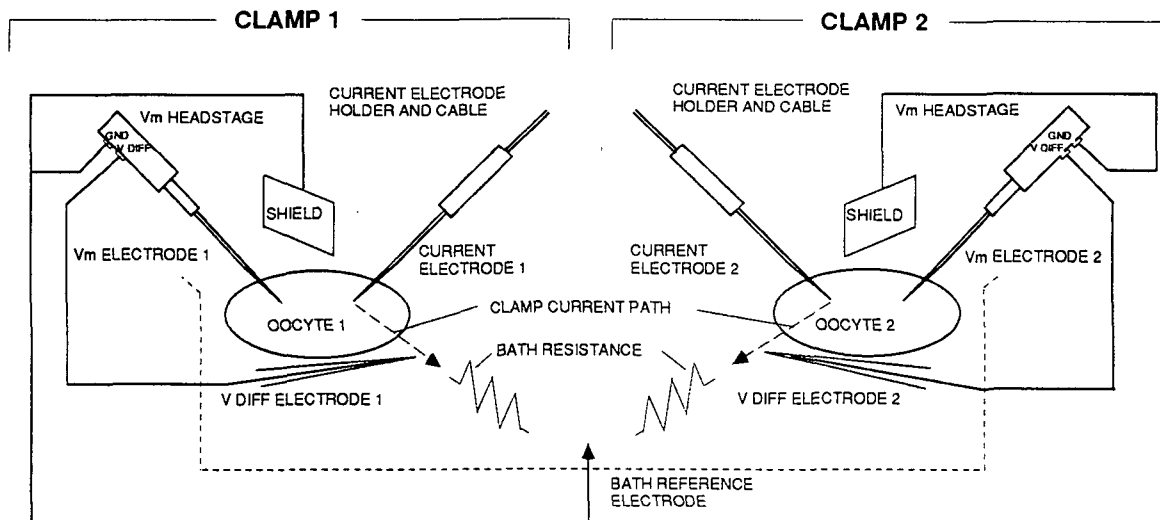 CLAMP 1
CLAMP 2
CURRENT ELECTRODE
HOLDER AND CABLE
CURRENT ELECTRODE
HOLDER AND CABLE
Vm HEADSTAGE
Vm HEADSTAGE
GND
V DIFF
GND
V DIFF
SHIELD
SHIELD
Vm ELECTRODE 1
CURRENT
ELECTRODE 1
CURRENT
ELECTRODE 2
Vm ELECTRODE 2
CLAMP CURRENT PATH
OOCYTE 1
OOCYTE 2
BATH RESISTANCE
V DIFF ELECTRODE 1
V DIFF ELECTRODE 2
BATH REFERENCE
ELECTRODE